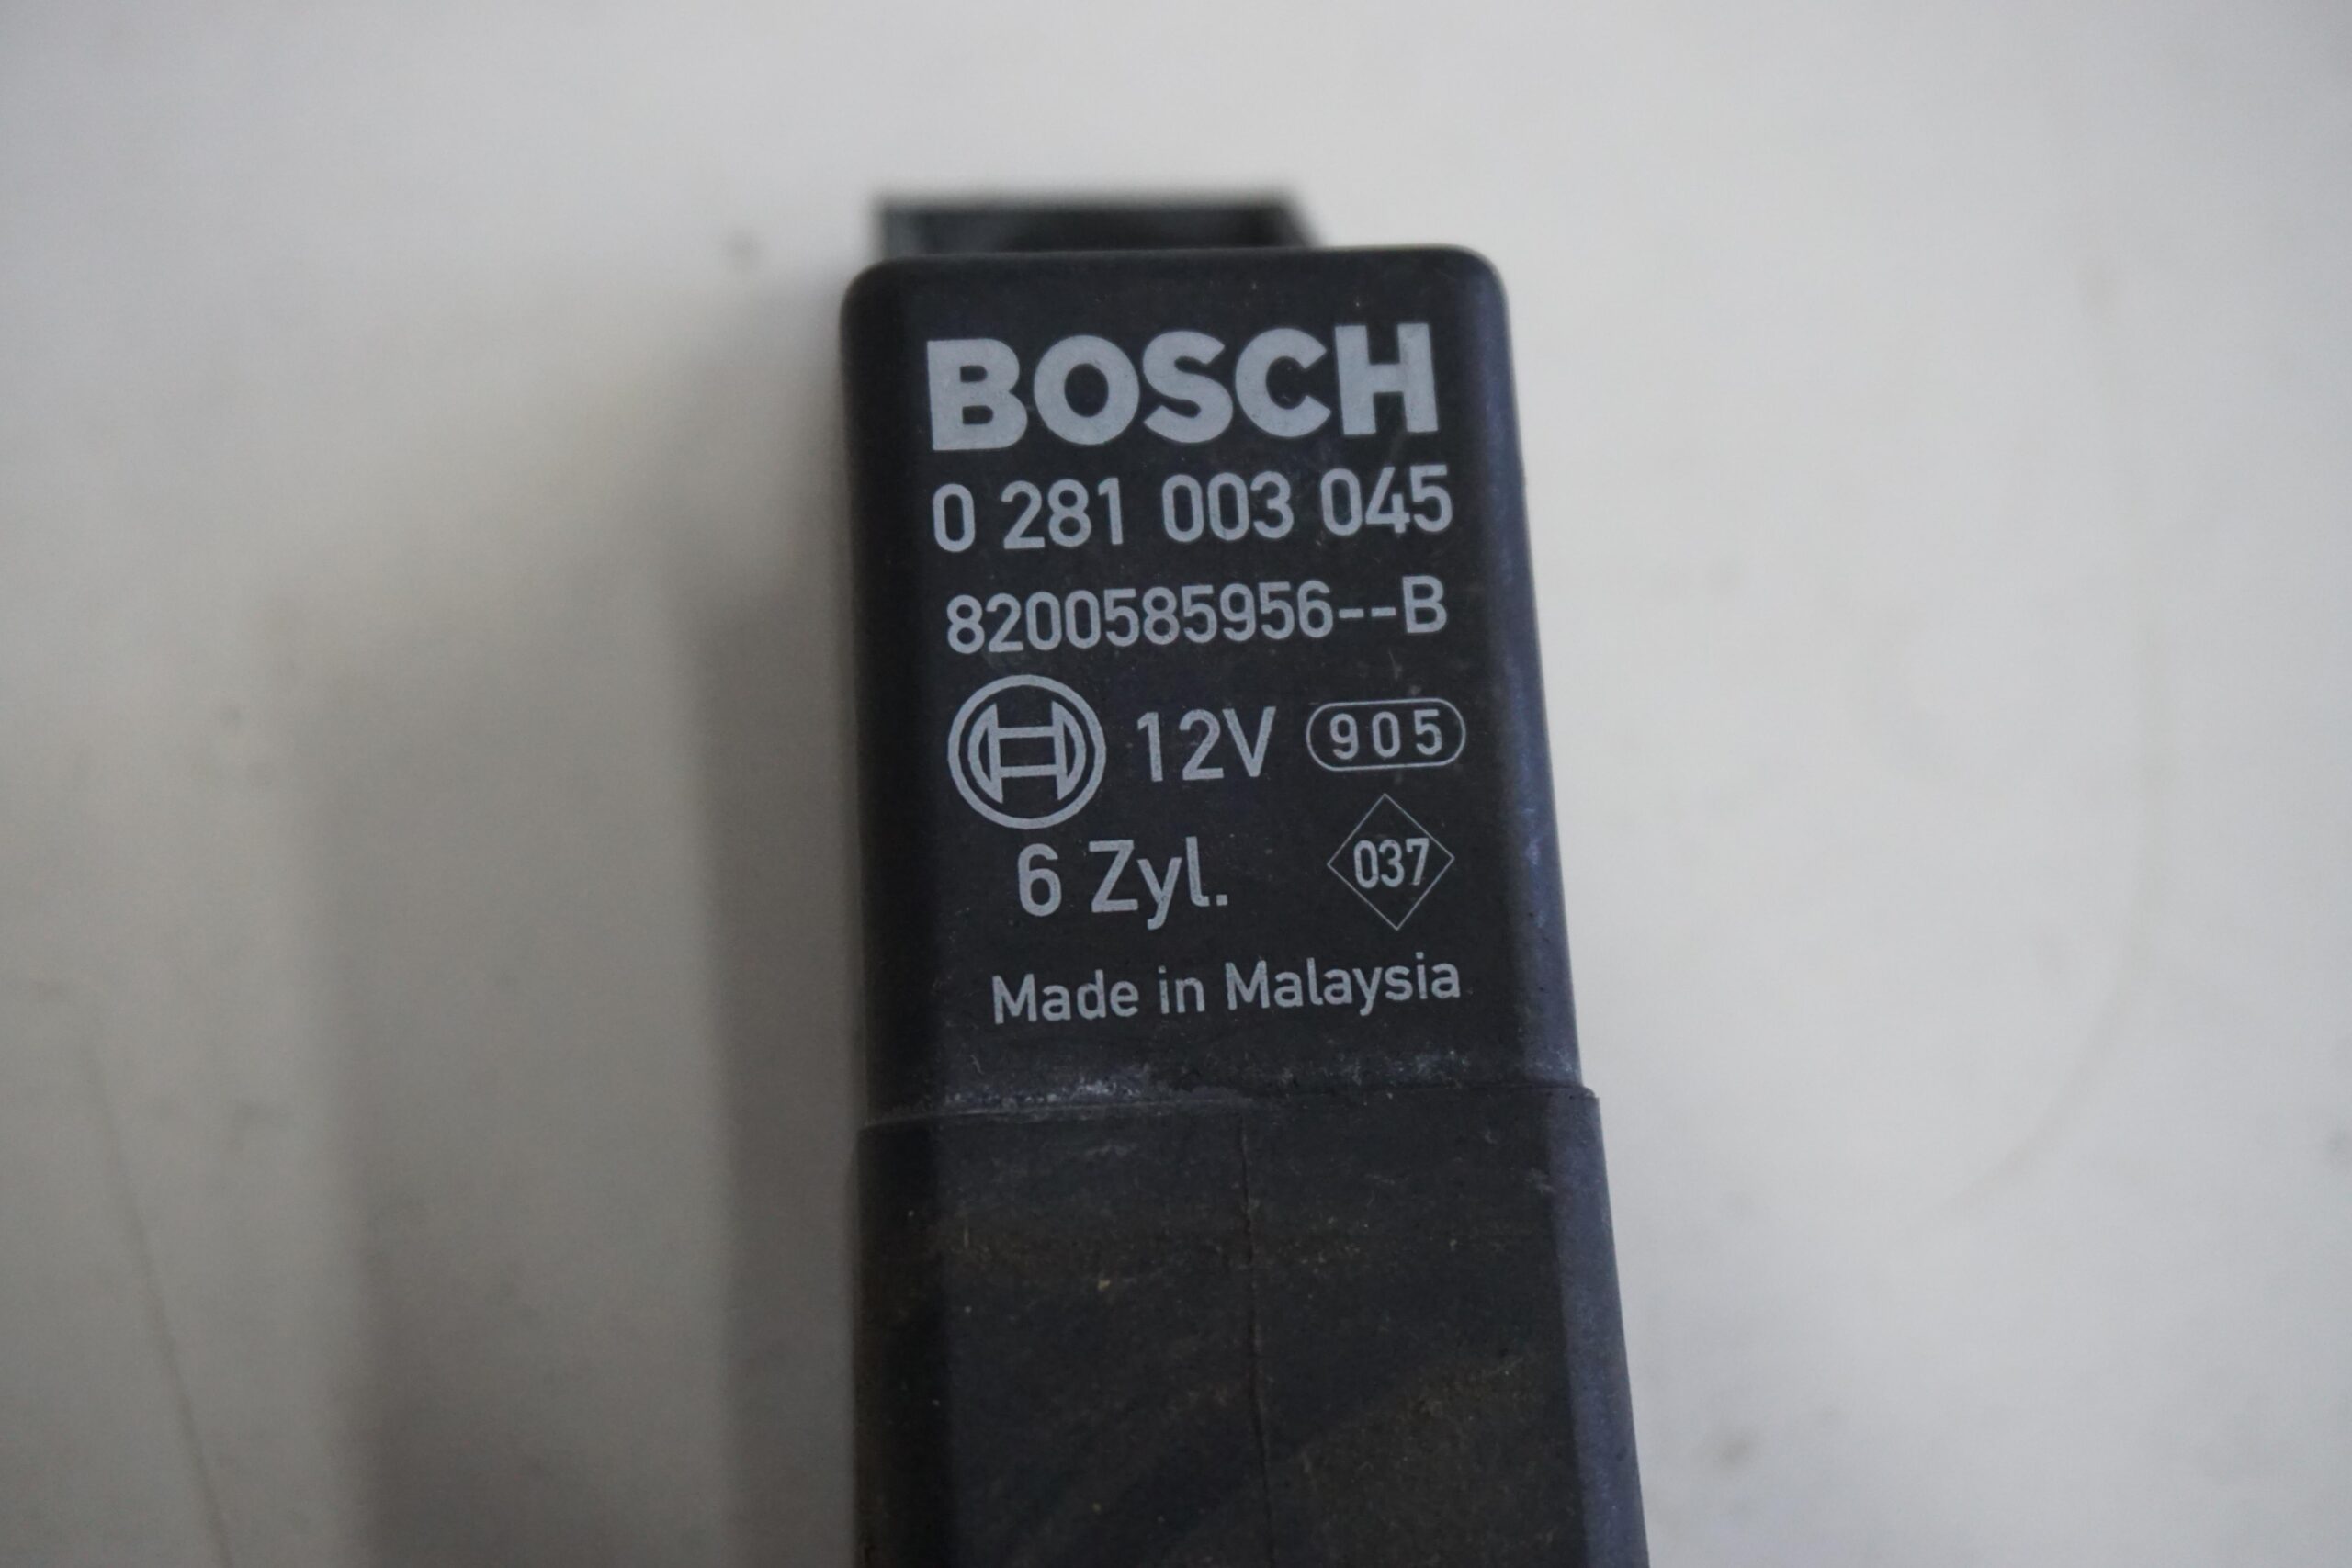 BOSCH
0 281 003 045
8200585956--B
12V 905
6 Zyl. 037
Made in Malaysia